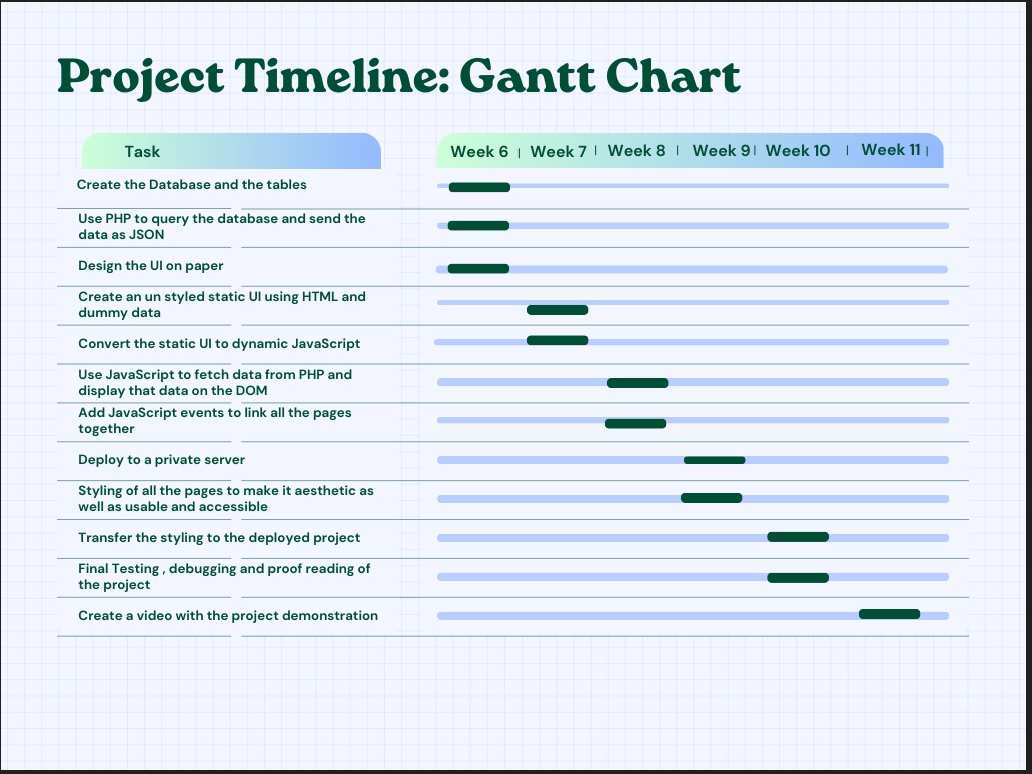 Project Timeline: Gantt Chart
Task
Week 6 | Week 7 | Week 8 | Week 9 | Week 10 | Week 11 |
Create the Database and the tables
Use PHP to query the database and send the
data as JSON
Design the UI on paper
Create an un styled static UI using HTML and
dummy data
Convert the static UI to dynamic JavaScript
Use JavaScript to fetch data from PHP and
display that data on the DOM
Add JavaScript events to link all the pages
together
Deploy to a private server
Styling of all the pages to make it aesthetic as
well as usable and accessible
Transfer the styling to the deployed project
Final Testing , debugging and proof reading of
the project
Create a video with the project demonstration